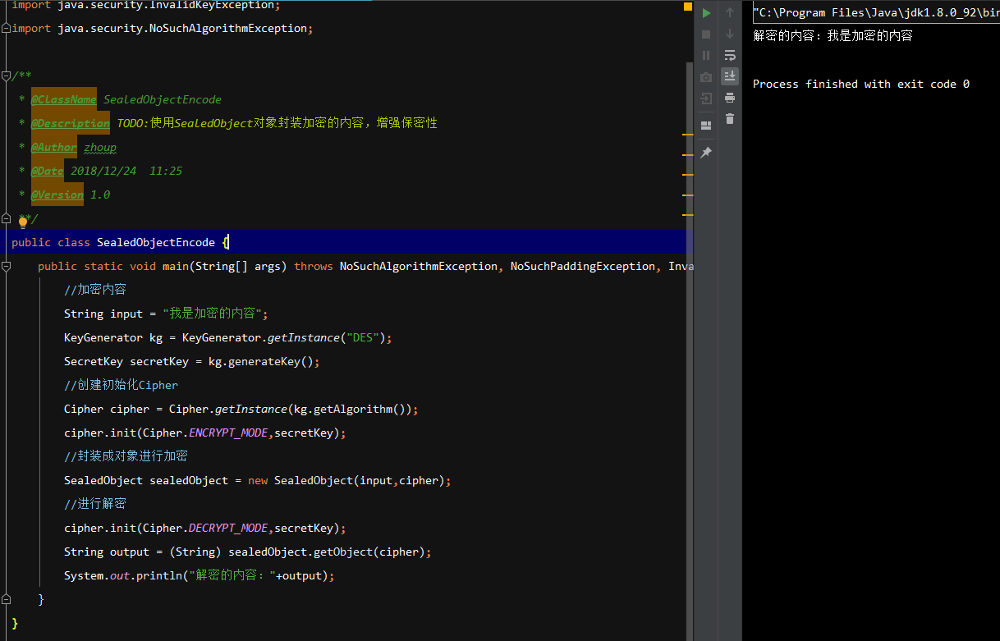 import java.security.InvalidKeyException;
import java.security.NoSuchAlgorithmException;
/**
* @ClassName SealedObjectEncode
* @Description TODO:使用SealedObject对象封装加密的内容，增强保密性
* @Author zhoup
* @Date 2018/12/24 11:25
* @Version 1.0
**/
public class SealedObjectEncode {
public static void main(String[] args) throws NoSuchAlgorithmException, NoSuchPaddingException, Inva
//加密内容
String input = "我是加密的内容";
KeyGenerator kg = KeyGenerator.getInstance("DES");
SecretKey secretKey = kg.generateKey();
//创建初始化Cipher
Cipher cipher = Cipher.getInstance(kg.getAlgorithm());
cipher.init(Cipher.ENCRYPT_MODE,secretKey);
//封装成对象进行加密
SealedObject sealedObject = new SealedObject(input,cipher);
//进行解密
cipher.init(Cipher.DECRYPT_MODE,secretKey);
String output = (String) sealedObject.getObject(cipher);
System.out.println("解密的内容："+output);
}
}
"C:\Program Files\Java\jdk1.8.0_92\bin
解密的内容：我是加密的内容
Process finished with exit code 0